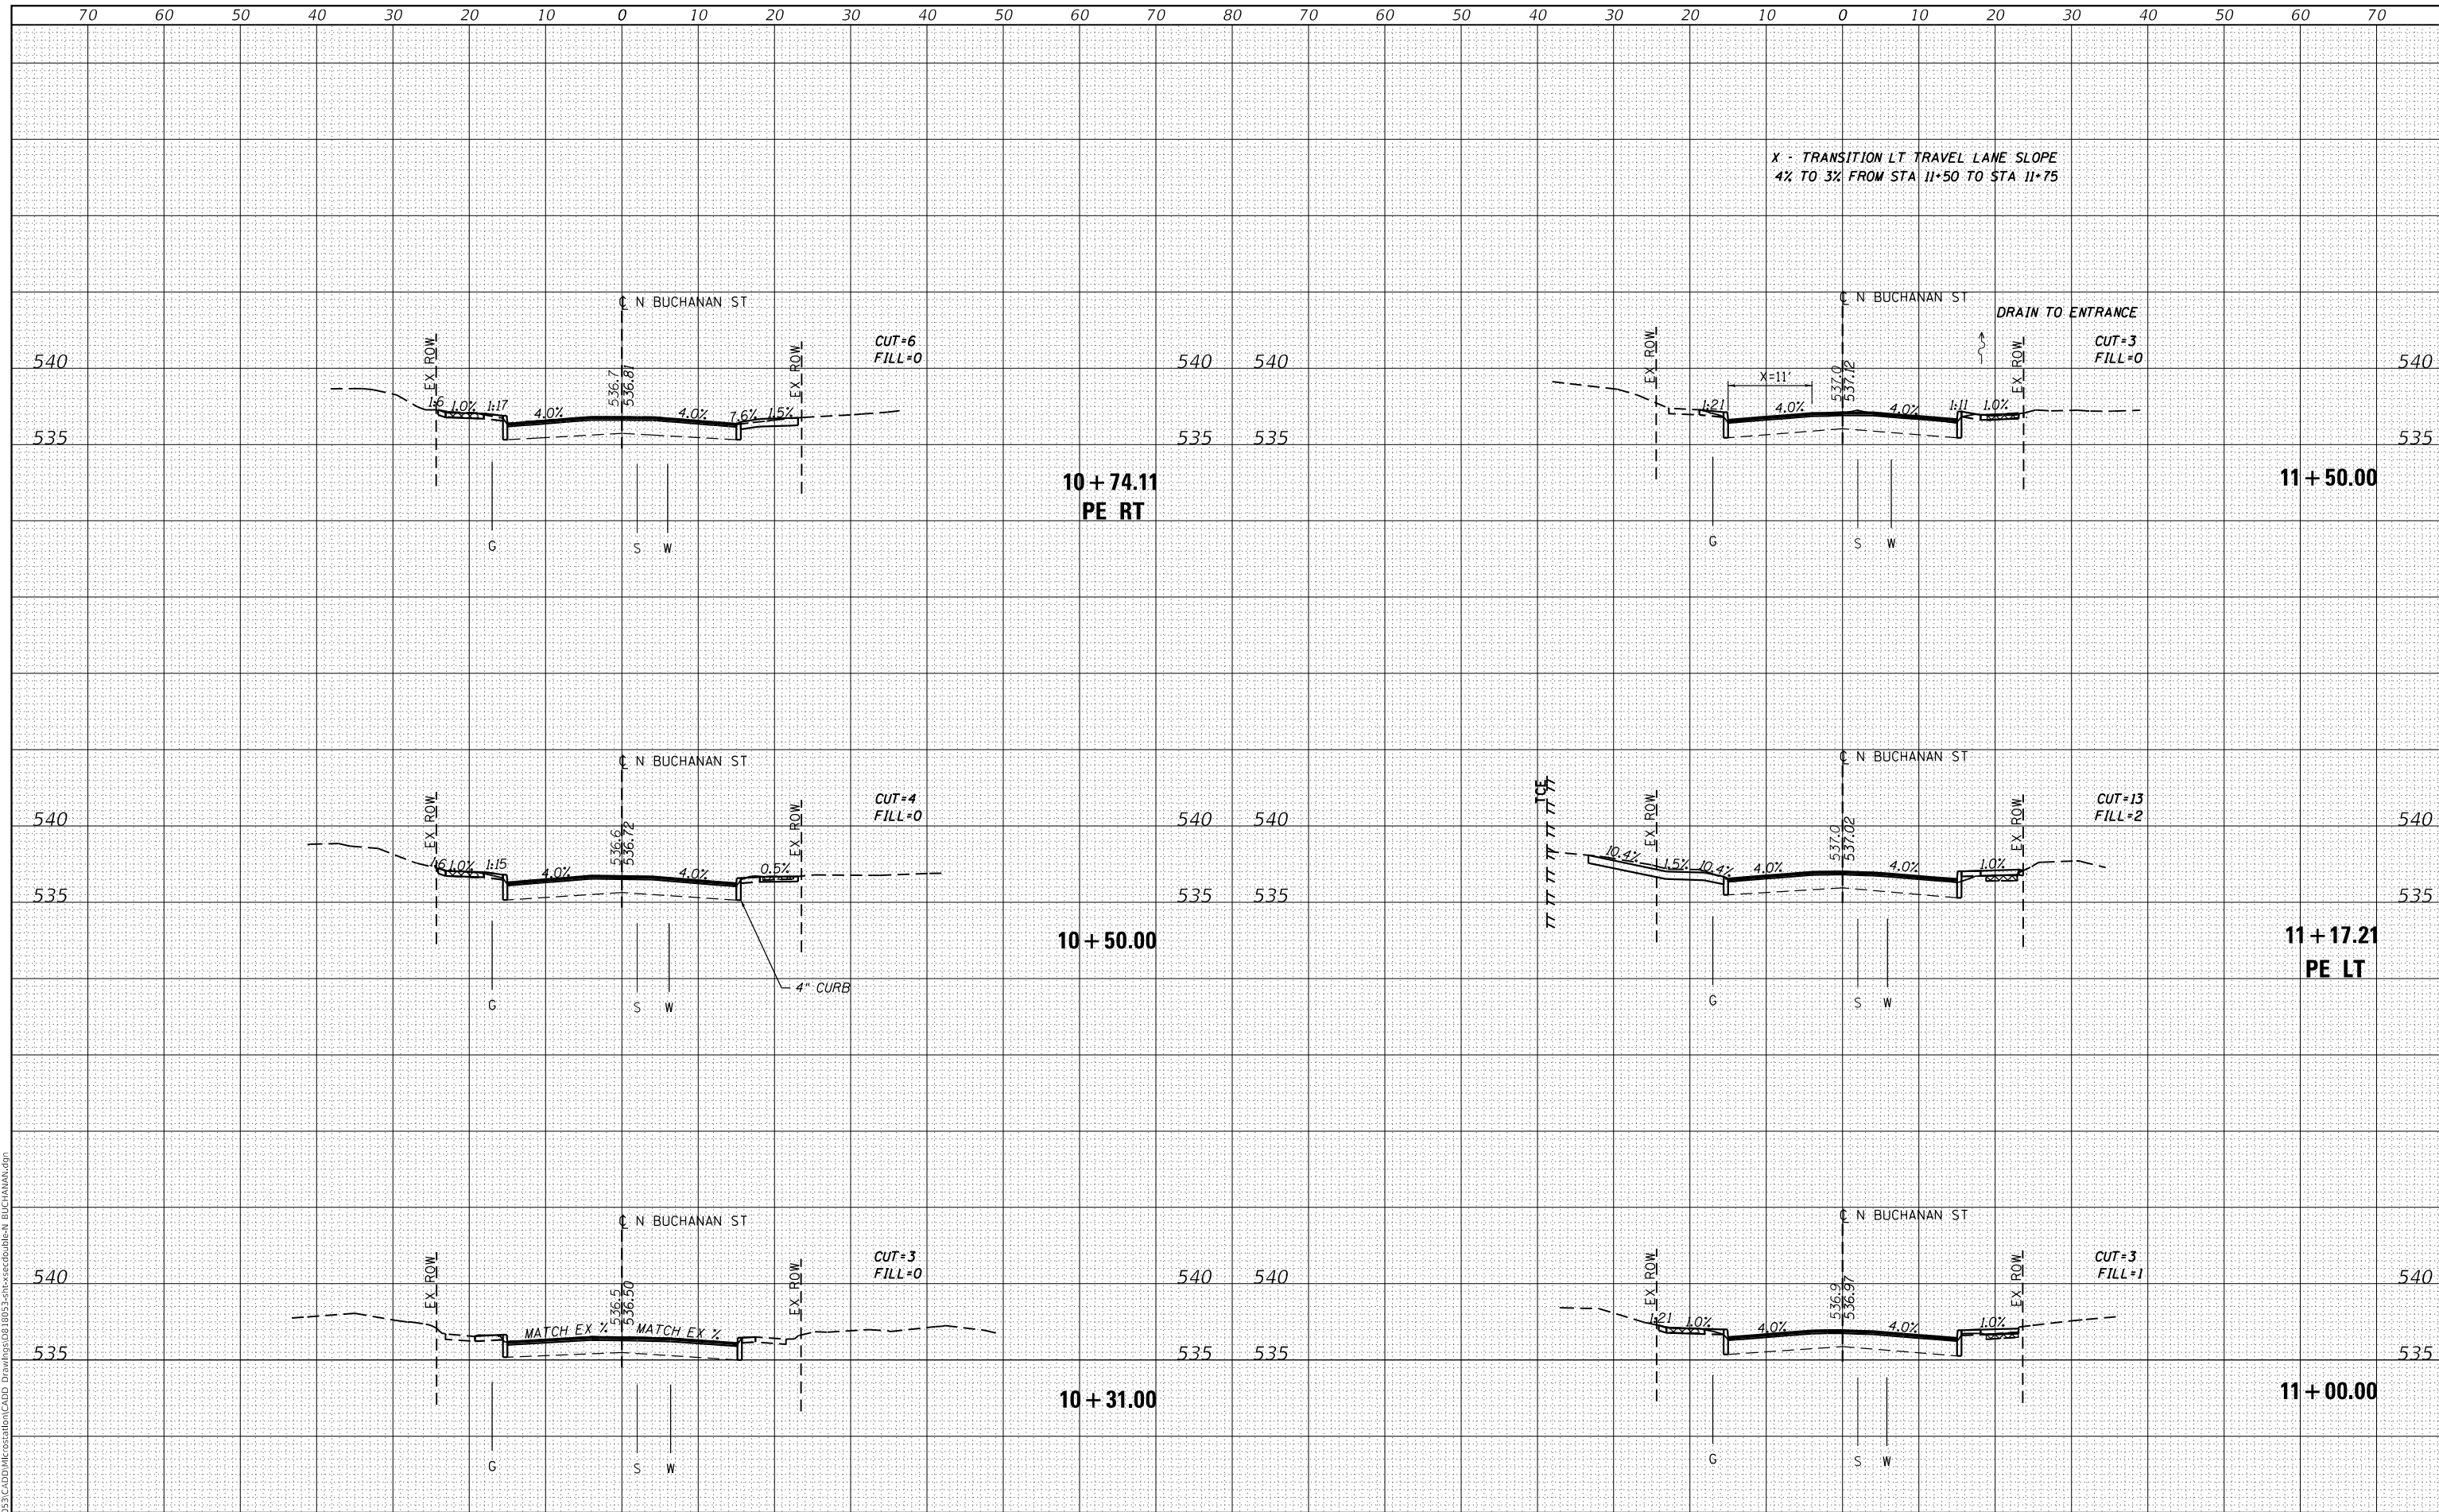 70 60 50 40 30 20 10 0 10 20 30 40 50 60 70 70 60 50 40 30 20 10 0 10 20 30 40 50 60 70
℄ N BUCHANAN ST
EX ROW
EX ROW
CUT=6
FILL=0
540
540
536.7
536.81
1:6
1.0%
1:17
4.0%
4.0%
7.6%
1.5%
535
535
10+74.11
PE RT
G
S
W
℄ N BUCHANAN ST
EX ROW
EX ROW
CUT=4
FILL=0
540
540
536.6
536.72
1:6
1.0%
1:15
4.0%
4.0%
0.5%
535
535
10+50.00
4" CURB
G
S
W
℄ N BUCHANAN ST
EX ROW
EX ROW
CUT=3
FILL=0
540
540
536.5
536.50
MATCH EX %
MATCH EX %
535
535
10+31.00
G
S
W
X - TRANSITION LT TRAVEL LANE SLOPE
4% TO 3% FROM STA 11+50 TO STA 11+75
℄ N BUCHANAN ST
DRAIN TO ENTRANCE
EX ROW
EX ROW
CUT=3
FILL=0
540
540
X=11'
537.0
537.12
1:21
4.0%
4.0%
1:11
1.0%
535
535
11+50.00
G
S
W
℄ N BUCHANAN ST
TCE
EX ROW
EX ROW
CUT=13
FILL=2
540
540
537.0
537.02
10.4%
1.5%
10.4%
4.0%
4.0%
1.0%
535
535
11+17.21
PE LT
G
S
W
℄ N BUCHANAN ST
EX ROW
EX ROW
CUT=3
FILL=1
540
540
536.9
536.97
1:21
1.0%
4.0%
4.0%
1.0%
535
535
11+00.00
G
S
W
053\CADD\Microstation\CADD_Drawings\D818053-sht-xsecdouble-N BUCHANAN.dgn